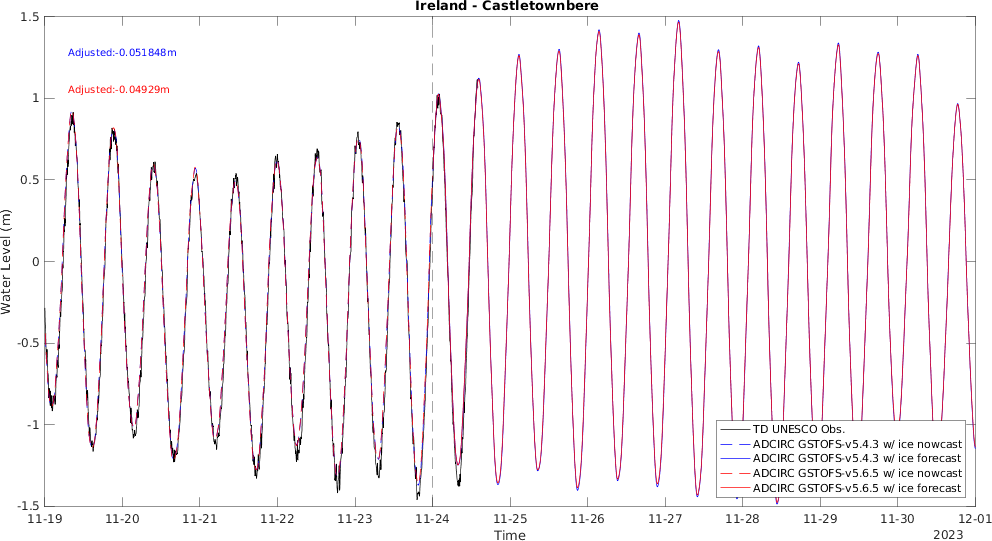 Ireland - Castletownbere
1.5
Adjusted:-0.051848m
Adjusted:-0.04929m
1
0.5
0
-0.5
-1
-1.5
Water Level (m)
TD UNESCO Obs.
ADCIRC GSTOFS-v5.4.3 w/ ice nowcast
ADCIRC GSTOFS-v5.4.3 w/ ice forecast
ADCIRC GSTOFS-v5.6.5 w/ ice nowcast
ADCIRC GSTOFS-v5.6.5 w/ ice forecast
11-19 11-20 11-21 11-22 11-23 11-24 11-25 11-26 11-27 11-28 11-29 11-30 12-01
Time
2023